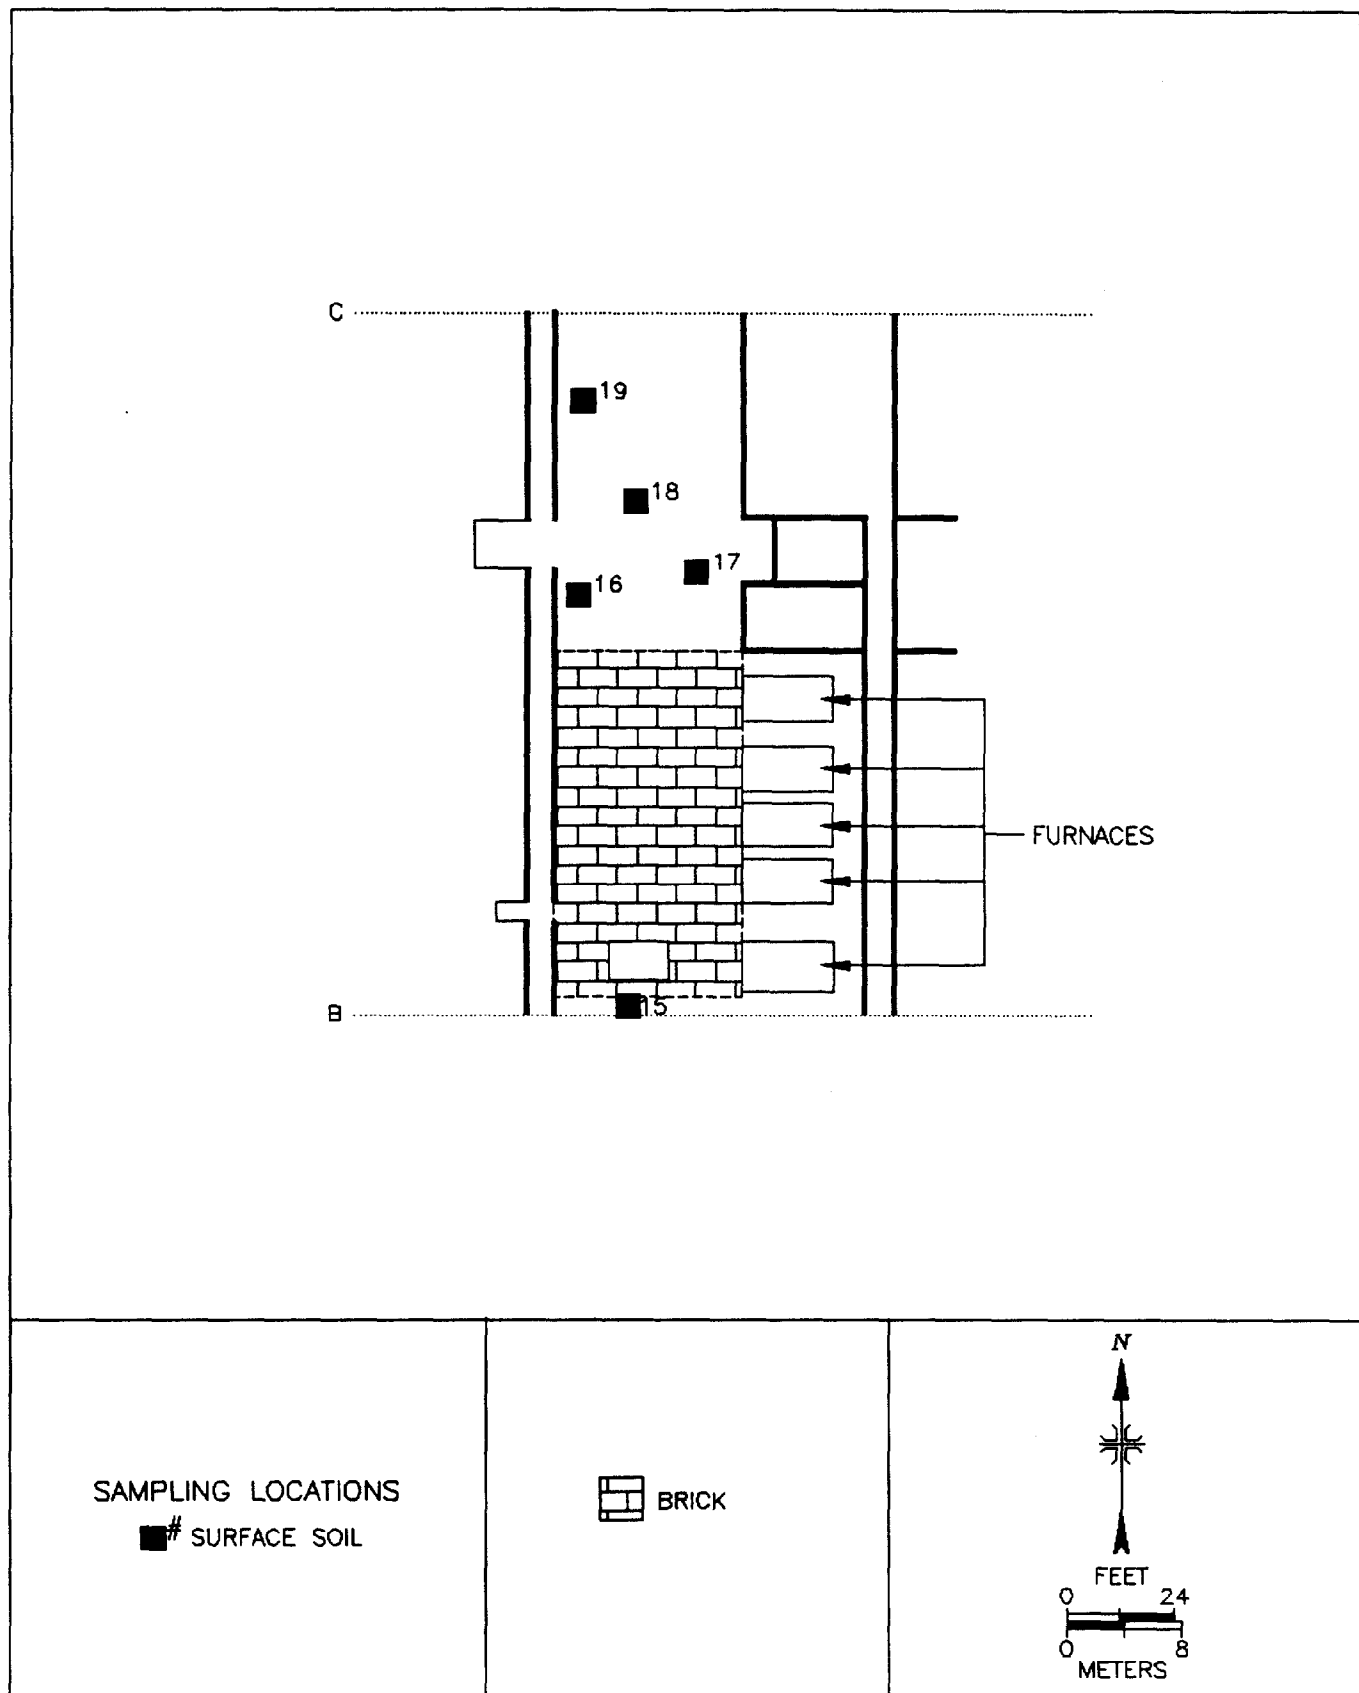 C
19
18
17
16
FURNACES
15
B
N
SAMPLING LOCATIONS
# SURFACE SOIL
BRICK
FEET
0 24
0 8
METERS